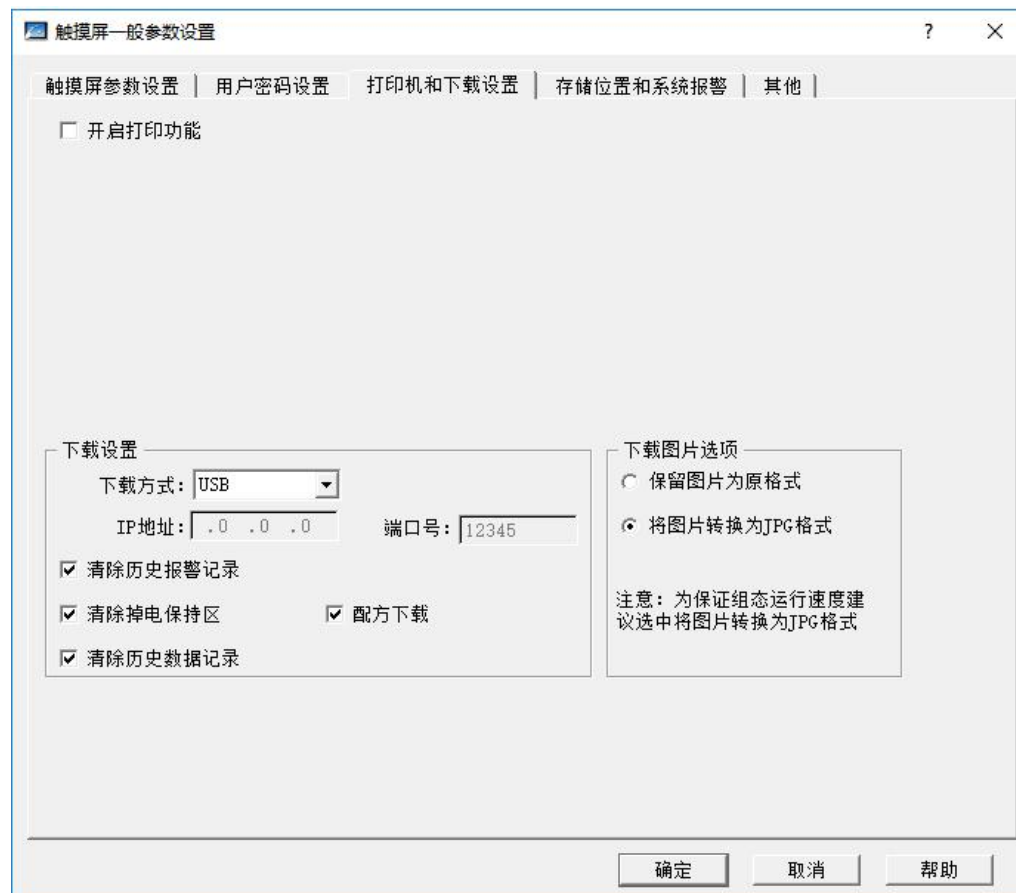 触摸屏一般参数设置
?
触摸屏参数设置 用户密码设置 打印机和下载设置 存储位置和系统报警 其他
开启打印功能
下载设置
下载方式: USB
IP地址: .0 .0 .0 端口号: 12345
清除历史报警记录
清除掉电保持区 配方下载
清除历史数据记录
下载图片选项
保留图片为原格式
将图片转换为JPG格式
注意: 为保证组态运行速度建
议选中将图片转换为JPG格式
确定 取消 帮助